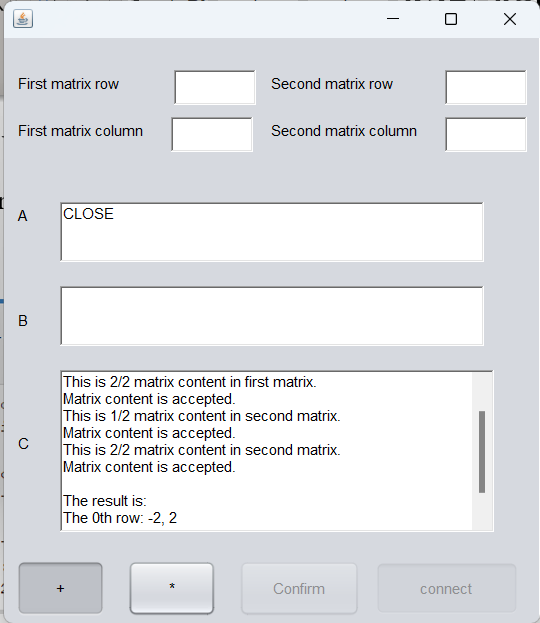 First matrix row
Second matrix row
First matrix column
Second matrix column
A
CLOSE
B
C
This is 2/2 matrix content in first matrix.
Matrix content is accepted.
This is 1/2 matrix content in second matrix.
Matrix content is accepted.
This is 2/2 matrix content in second matrix.
Matrix content is accepted.
The result is:
The 0th row: -2, 2
+
*
Confirm
connect